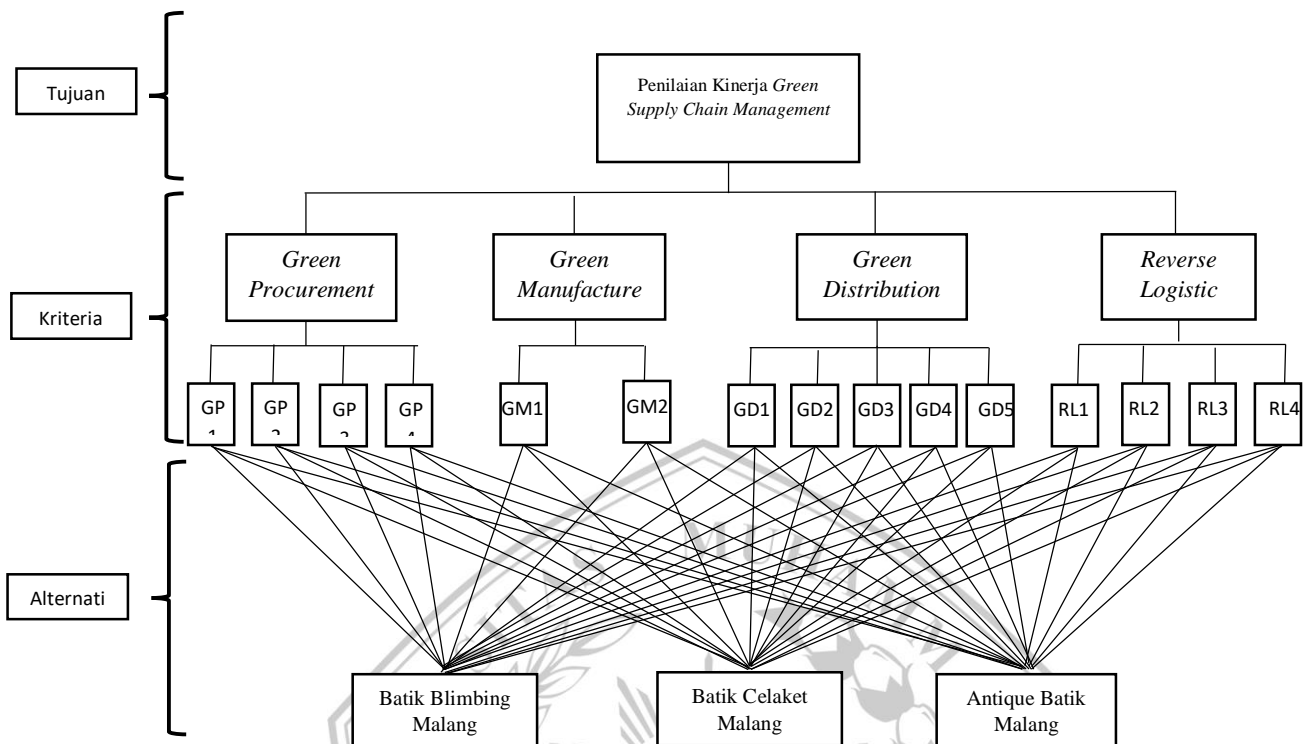 Tujuan
Penilaian Kinerja Green
Supply Chain Management
Kriteria
Green
Procurement
Green
Manufacture
Green
Distribution
Reverse
Logistic
GP
GP
GP
GP
GM1
GM2
GD1
GD2
GD3
GD4
GD5
RL1
RL2
RL3
RL4
Alternati
Batik Blimbing
Malang
Batik Celaket
Malang
Antique Batik
Malang